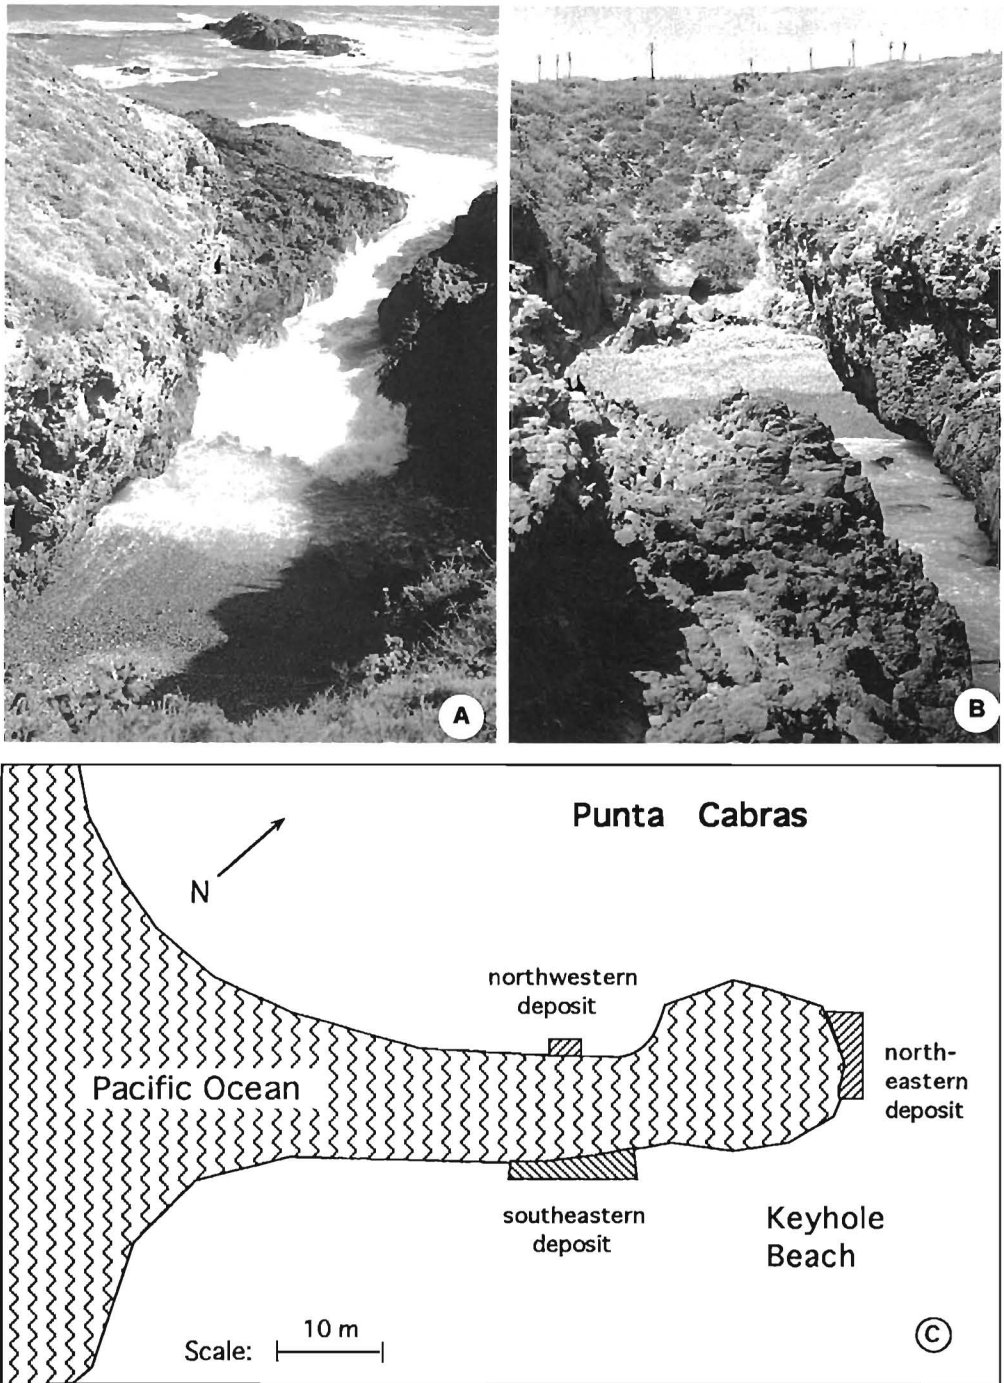 A
B
Punta Cabras
N
northwestern
deposit
Pacific Ocean
north-
eastern
deposit
southeastern
deposit
Keyhole
Beach
Scale:
10 m
C